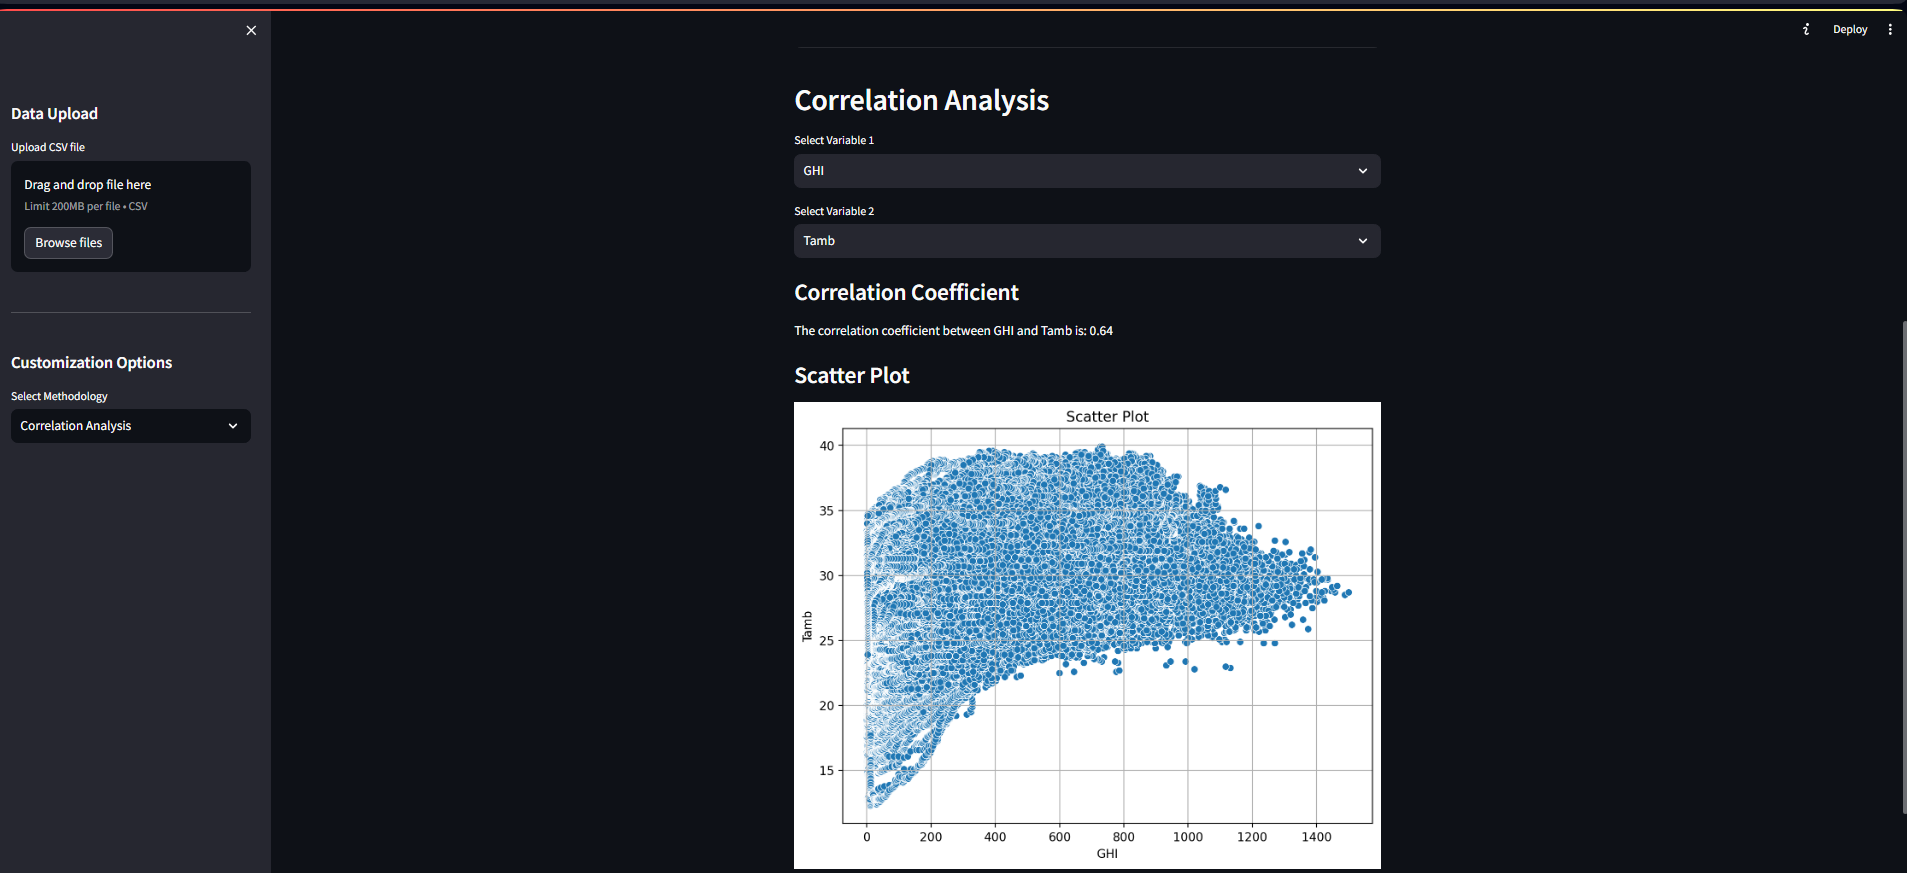 Deploy
Data Upload
Upload CSV file
Drag and drop file here
Limit 200MB per file • CSV
Browse files
Customization Options
Select Methodology
Correlation Analysis
Correlation Analysis
Select Variable 1
GHI
Select Variable 2
Tamb
Correlation Coefficient
The correlation coefficient between GHI and Tamb is: 0.64
Scatter Plot
Scatter Plot
40
35
30
25
20
15
Tamb
0 200 400 600 800 1000 1200 1400
GHI